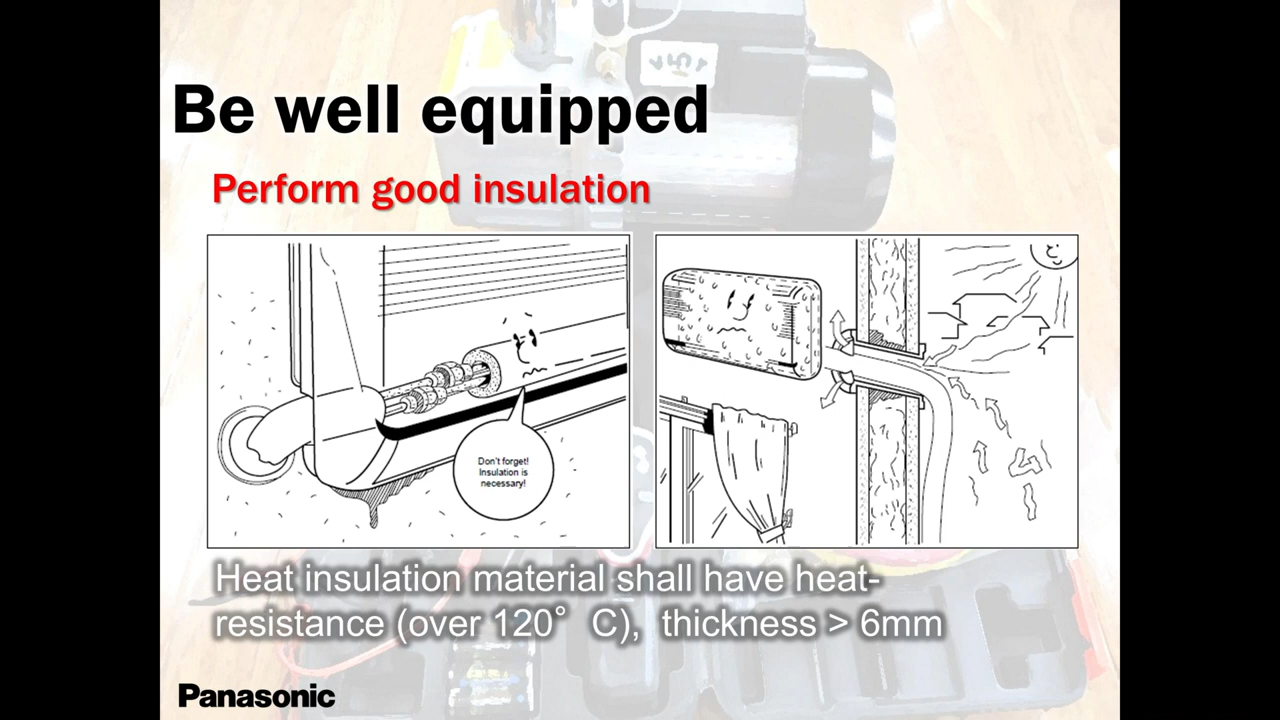 Be well equipped
Perform good insulation
Don't forget!
Insulation is
necessary!
Heat insulation material shall have heat-
resistance (over 120° C), thickness > 6mm
Panasonic